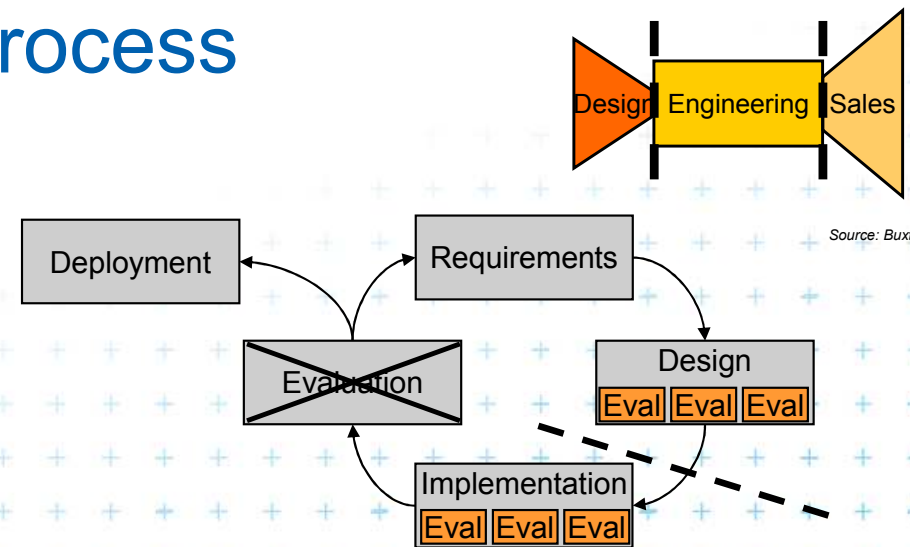 rocess
Design Engineering Sales
Source: Bux
Deployment
Requirements
Evaluation
Design
Eval Eval Eval
Implementation
Eval Eval Eval